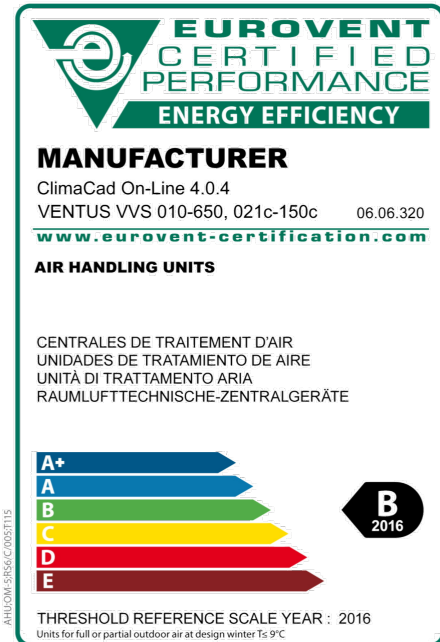 EUROVENT
CERTIFIED
PERFORMANCE
ENERGY EFFICIENCY
MANUFACTURER
ClimaCad On-Line 4.0.4
VENTUS VVS 010-650, 021c-150c 06.06.320
www.eurovent-certification.com
AIR HANDLING UNITS
CENTRALES DE TRAITEMENT D'AIR
UNIDADES DE TRATAMIENTO DE AIRE
UNITÀ DI TRATTAMENTO ARIA
RAUMLUFTTECHNISCHE-ZENTRALGERÄTE
A+
A
B
C
D
E
B
2016
THRESHOLD REFERENCE SCALE YEAR : 2016
Units for full or partial outdoor air at design winter T≤ 9°C
AHU:OM-5:RS6/C/005:T115